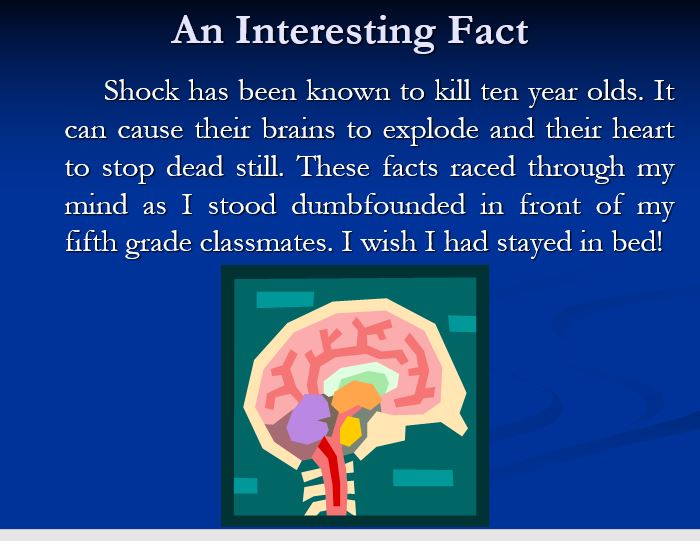 An Interesting Fact
Shock has been known to kill ten year olds. It
can cause their brains to explode and their heart
to stop dead still. These facts raced through my
mind as I stood dumbfounded in front of my
fifth grade classmates. I wish I had stayed in bed!